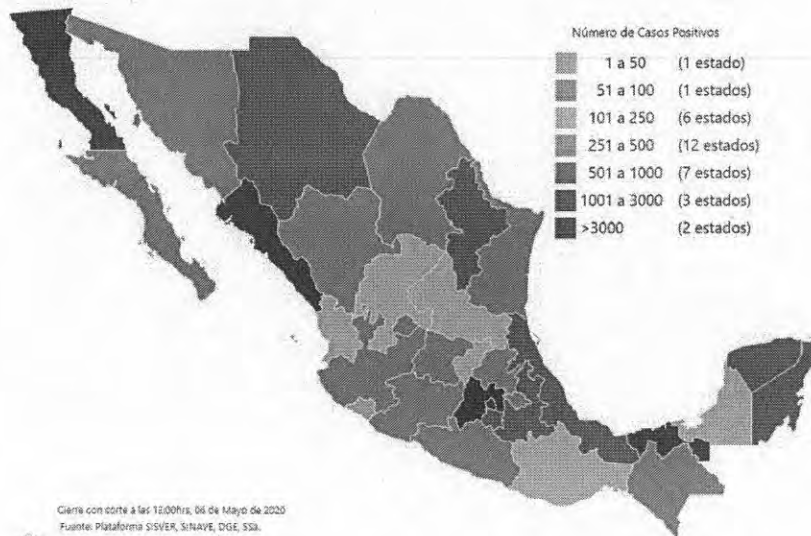 Número de Casos Positivos
1 a 50 (1 estado)
51 a 100 (1 estados)
101 a 250 (6 estados)
251 a 500 (12 estados)
501 a 1000 (7 estados)
1001 a 3000 (3 estados)
>3000 (2 estados)
Cierre con corte a las 13:00hrs, 06 de Mayo de 2020
Fuente: Plataforma SISVER, SINAVE, DGE, SSa.